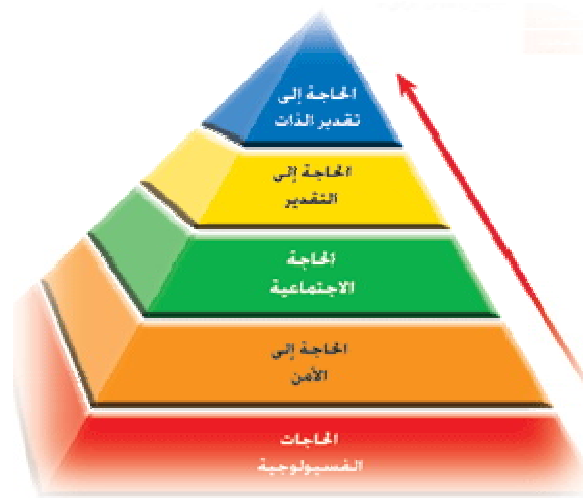 الحاجة إلى
تقدير الذات
الحاجة إلى
التقدير
الحاجة
الاجتماعية
الحاجة إلى
الأمن
الحاجات
الفسيولوجية